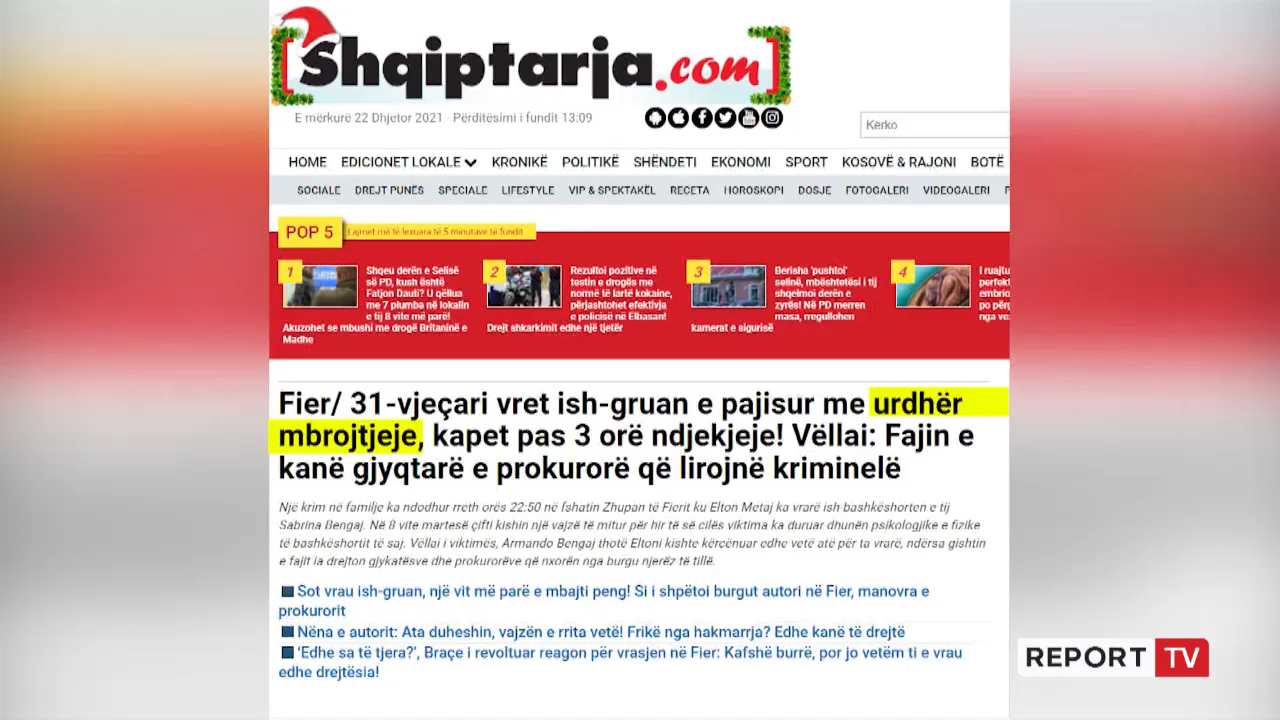 Shqiptarja.com
E mërkurë 22 Dhjetor 2021 · Përditësimi i fundit 13:09
Kërko
HOME EDICIONET LOKALE KRONIKË POLITIKË SHËNDETI EKONOMI SPORT KOSOVË & RAJONI BOTË
SOCIALE DREJT PUNËS SPECIALE LIFESTYLE VIP & SPEKTAKËL RECETA HOROSKOPI DOSJE FOTOGALERI VIDEOGALERI
POP 5 Lajmet më të lexuara të 5 minutave të fundit
1
Shqeu derën e Selisë
së PD, kush është
Fatjon Dauti? U qëllua
me 7 plumba në lokalin
e tij 8 vite më parë!
Akuzohet se mbushi me drogë Britaninë e
Madhe
2
Rezultoi pozitive në
testin e drogës me
normë të lartë kokaine,
përjashtohet efektivja
e policisë në Elbasan!
Drejt shkarkimit edhe një tjetër
3
Berisha 'pushtoi'
selinë, mbështetësi i tij
shqelmoi derën e
zyrës! Në PD merren
masa, rregullohen
kamerat e sigurisë
4
I ruajtu
perfekt
embrio
po për
nga ve
Fier/ 31-vjeçari vret ish-gruan e pajisur me urdhër
mbrojtjeje, kapet pas 3 orë ndjekjeje! Vëllai: Fajin e
kanë gjyqtarë e prokurorë që lirojnë kriminelë
Një krim në familje ka ndodhur rreth orës 22:50 në fshatin Zhupan të Fierit ku Elton Metaj ka vrarë ish bashkëshorten e tij
Sabrina Bengaj. Në 8 vite martesë çifti kishin një vajzë të mitur për hir të së cilës viktima ka duruar dhunën psikologjike e fizike
të bashkëshortit të saj. Vëllai i viktimës, Armando Bengaj thotë Eltoni kishte kërcënuar edhe vetë atë për ta vrarë, ndërsa gishtin
e fajit ia drejton gjykatësve dhe prokurorëve që nxorën nga burgu njerëz të tillë.
Sot vrau ish-gruan, një vit më parë e mbajti peng! Si i shpëtoi burgut autori në Fier, manovra e
prokurorit
Nëna e autorit: Ata duheshin, vajzën e rrita vetë! Frikë nga hakmarrja? Edhe kanë të drejtë
'Edhe sa të tjera?', Braçe i revoltuar reagon për vrasjen në Fier: Kafshë burrë, por jo vetëm ti e vrau
edhe drejtësia!
REPORT TV